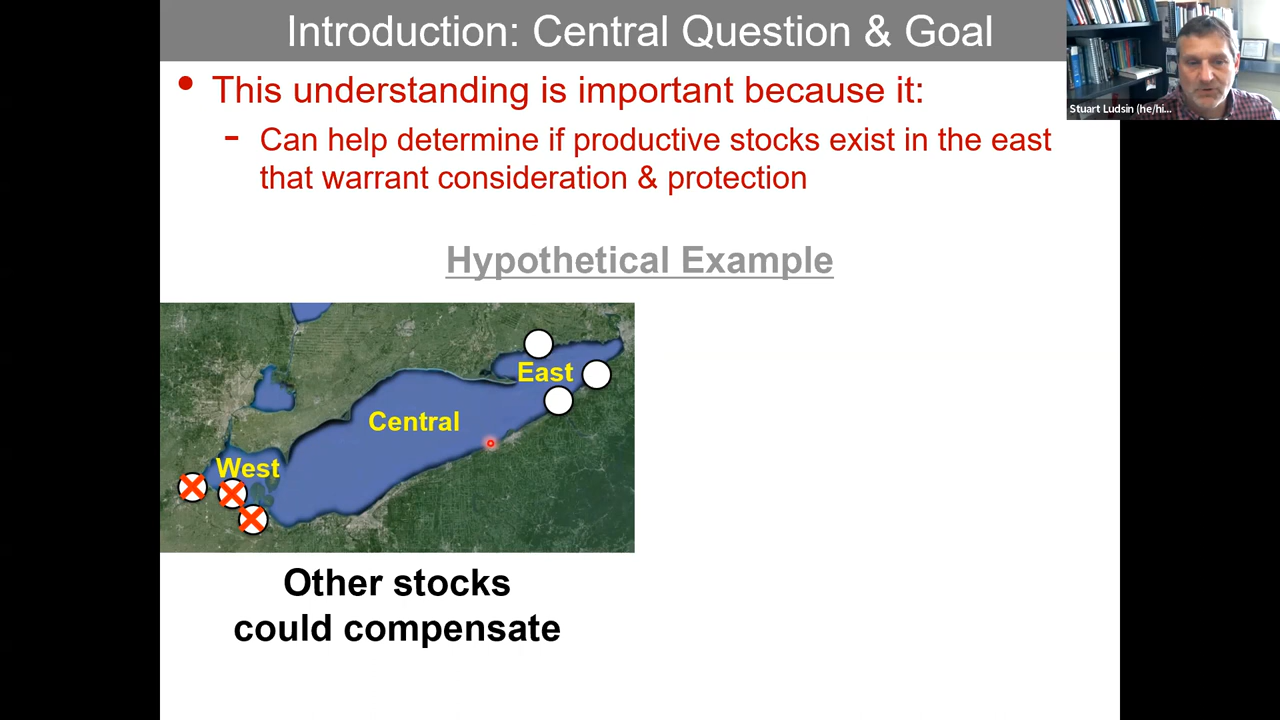 Introduction: Central Question & Goal
Stuart Ludsin (he/hi...
• This understanding is important because it:
- Can help determine if productive stocks exist in the east
that warrant consideration & protection
Hypothetical Example
East
Central
West
Other stocks
could compensate